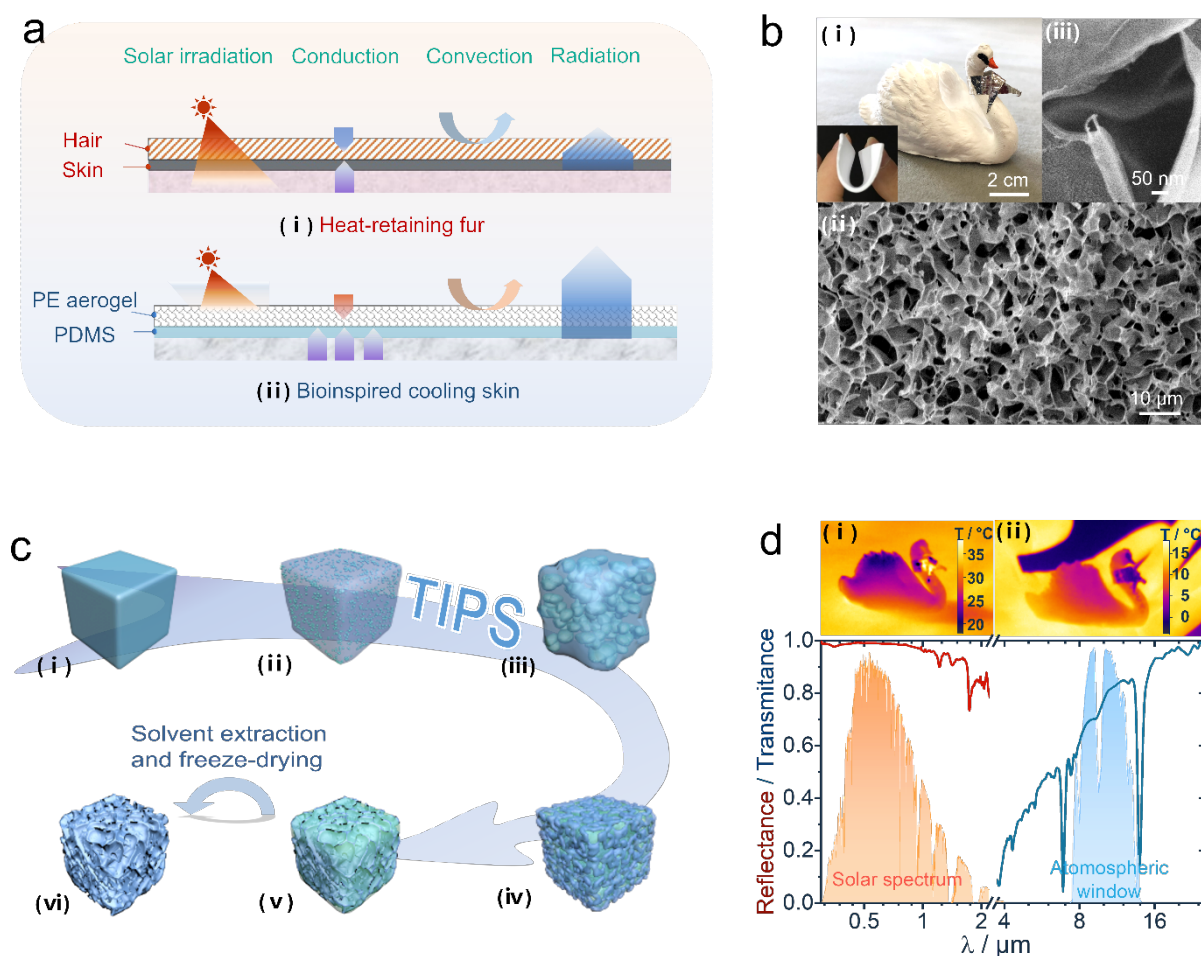 a
Solar irradiation Conduction Convection Radiation
Hair
Skin
(i) Heat-retaining fur
PE aerogel
PDMS
(ii) Bioinspired cooling skin
b
(i)
2 cm
(iii)
50 nm
(ii)
10 µm
c
TIPS
(i)
(ii)
(iii)
Solvent extraction
and freeze-drying
(vi)
(v)
(iv)
d
(i)
T / °C
35
30
25
20
(ii)
T / °C
15
10
5
0
Reflectance / Transmitance
1.0
0.8
0.6
0.4
0.2
0.0
Solar spectrum
Atomospheric
window
0.5 1 2 4 8 16
λ / µm